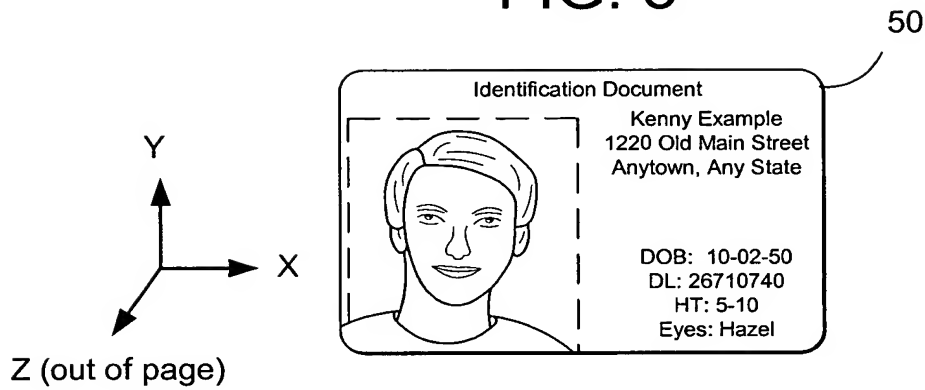 50
Identification Document
Kenny Example
1220 Old Main Street
Anytown, Any State
Y
X
Z (out of page)
DOB: 10-02-50
DL: 26710740
HT: 5-10
Eyes: Hazel